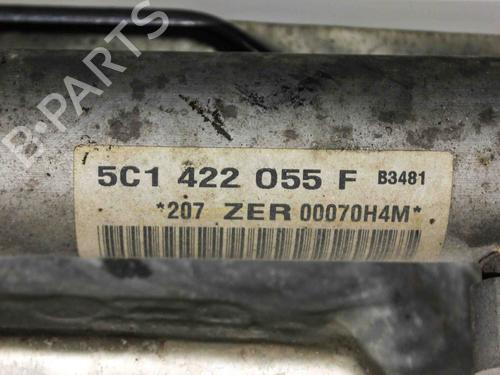 B-PARTS
5C1 422 055 F B3481
*207 ZER 00070H4M*